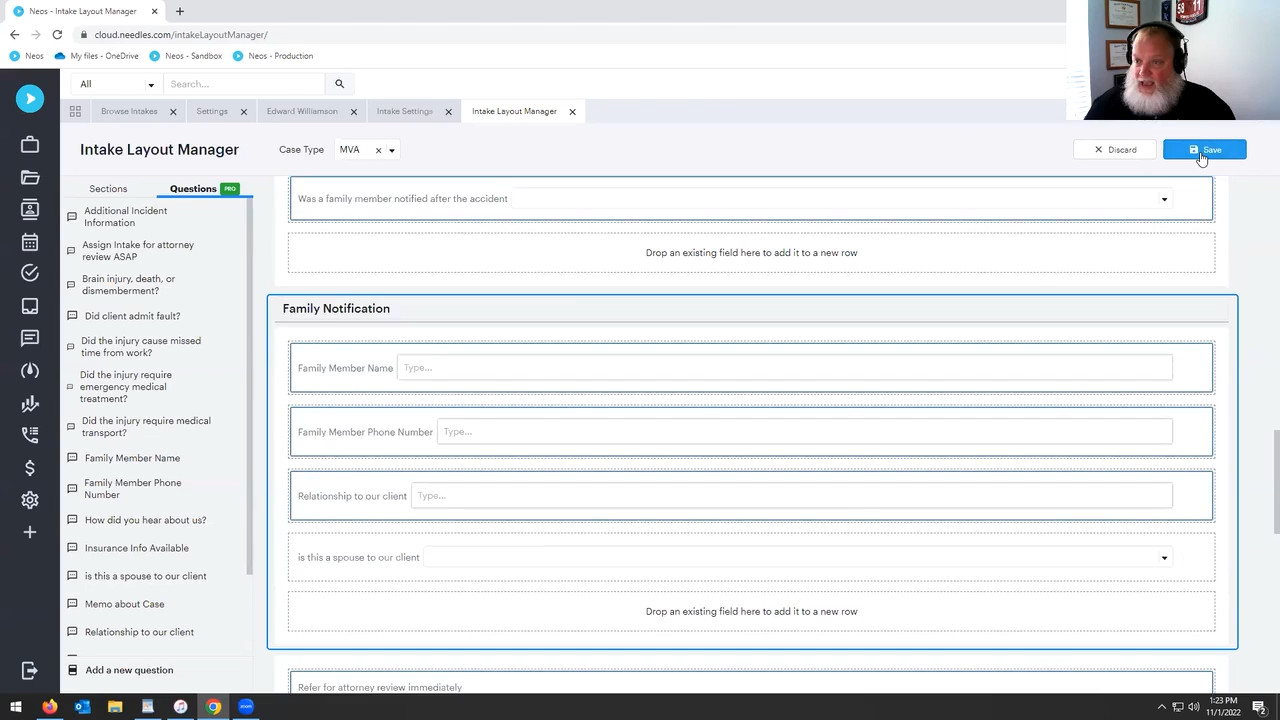 Neos - Intake Layout Manager
cloud.needles.com/intakeLayoutManager/
Neos
My files - OneDrive
Neos - Sandbox
Neos - Production
All
Search...
Browse Intakes
Settings
Edward Williamson
Intake Settings
Intake Layout Manager
Intake Layout Manager
Case Type
MVA
Discard
Save
Sections
Questions PRO
Additional Incident
Information
Assign Intake for attorney
review ASAP
Brain injury, death, or
dismemberment?
Did client admit fault?
Did the injury cause missed
time from work?
Did the injury require
emergency medical
treatment?
Did the injury require medical
transport?
Family Member Name
Family Member Phone
Number
How did you hear about us?
Insurance Info Available
is this a spouse to our client
Memo about Case
Relationship to our client
Add a new question
Was a family member notified after the accident
Drop an existing field here to add it to a new row
Family Notification
Family Member Name
Type...
Family Member Phone Number
Type...
Relationship to our client
Type...
is this a spouse to our client
Drop an existing field here to add it to a new row
Refer for attorney review immediately
58 11
1:23 PM
11/1/2022
2